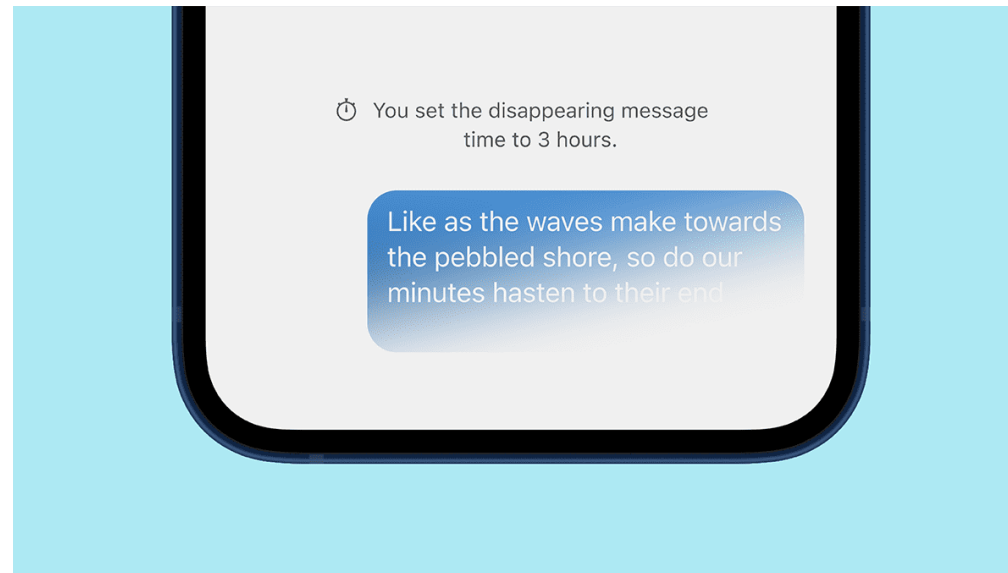 You set the disappearing message
time to 3 hours.
Like as the waves make towards
the pebbled shore, so do our
minutes hasten to their end